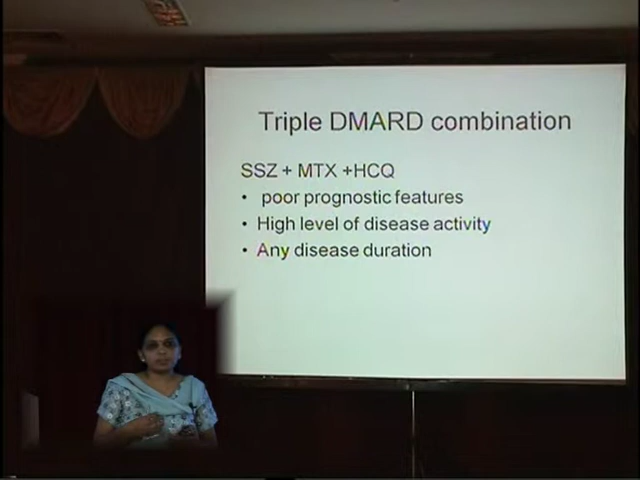 Triple DMARD combination
SSZ + MTX +HCQ
• poor prognostic features
• High level of disease activity
• Any disease duration